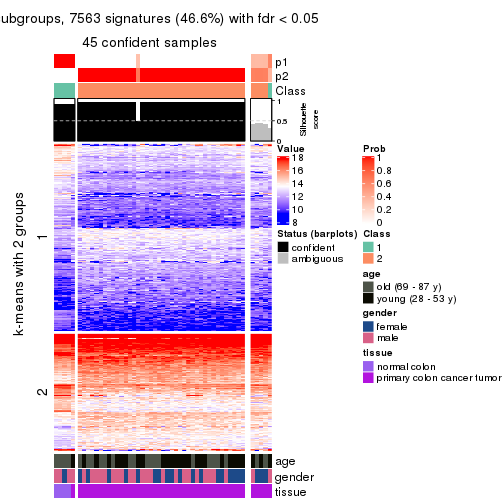 ubgroups, 7563 signatures (46.6%) with fdr < 0.05
45 confident samples
p1
p2
Class
1
0.5
0
Silhouette
score
k-means with 2 groups
1
2
Value
18
16
14
12
10
8
Prob
1
0.8
0.6
0.4
0.2
0
Status (barplots)
confident
ambiguous
Class
1
2
age
old (69 - 87 y)
young (28 - 53 y)
gender
female
male
tissue
normal colon
primary colon cancer tumor
age
gender
tissue